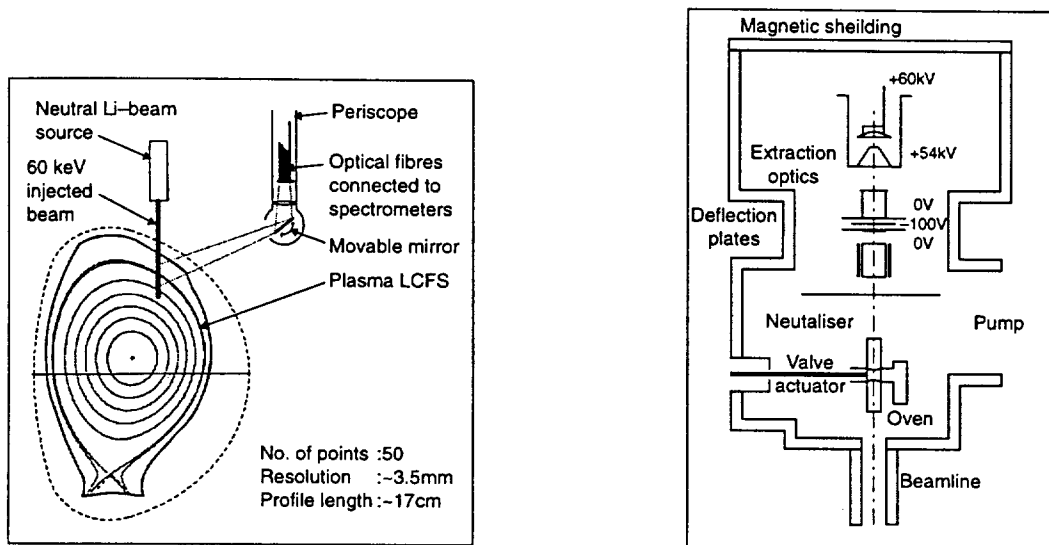 Neutral Li–beam
source
60 keV
injected
beam
Periscope
Optical fibres
connected to
spectrometers
Movable mirror
Plasma LCFS
No. of points :50
Resolution :~3.5mm
Profile length :~17cm
Magnetic sheilding
+60kV
+54kV
Extraction
optics
0V
–100V
0V
Deflection
plates
Neutaliser
Pump
Valve
actuator
Oven
Beamline